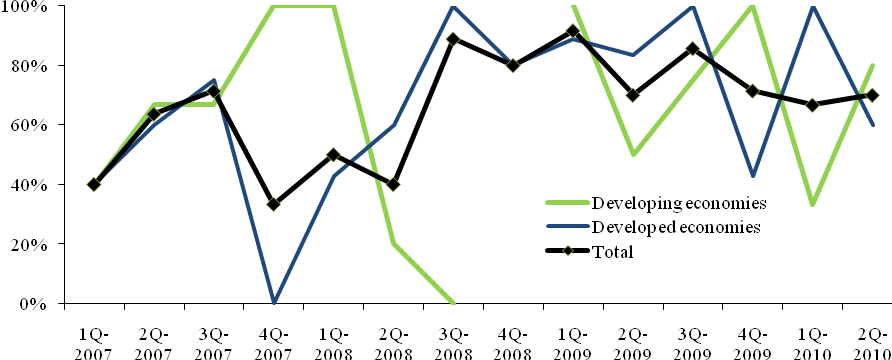 100%
80%
60%
40%
20%
0%
Developing economies
Developed economies
Total
1Q- 2Q- 3Q- 4Q- 1Q- 2Q- 3Q- 4Q- 1Q- 2Q- 3Q- 4Q- 1Q- 2Q-
2007 2007 2007 2007 2008 2008 2008 2008 2009 2009 2009 2009 2010 2010